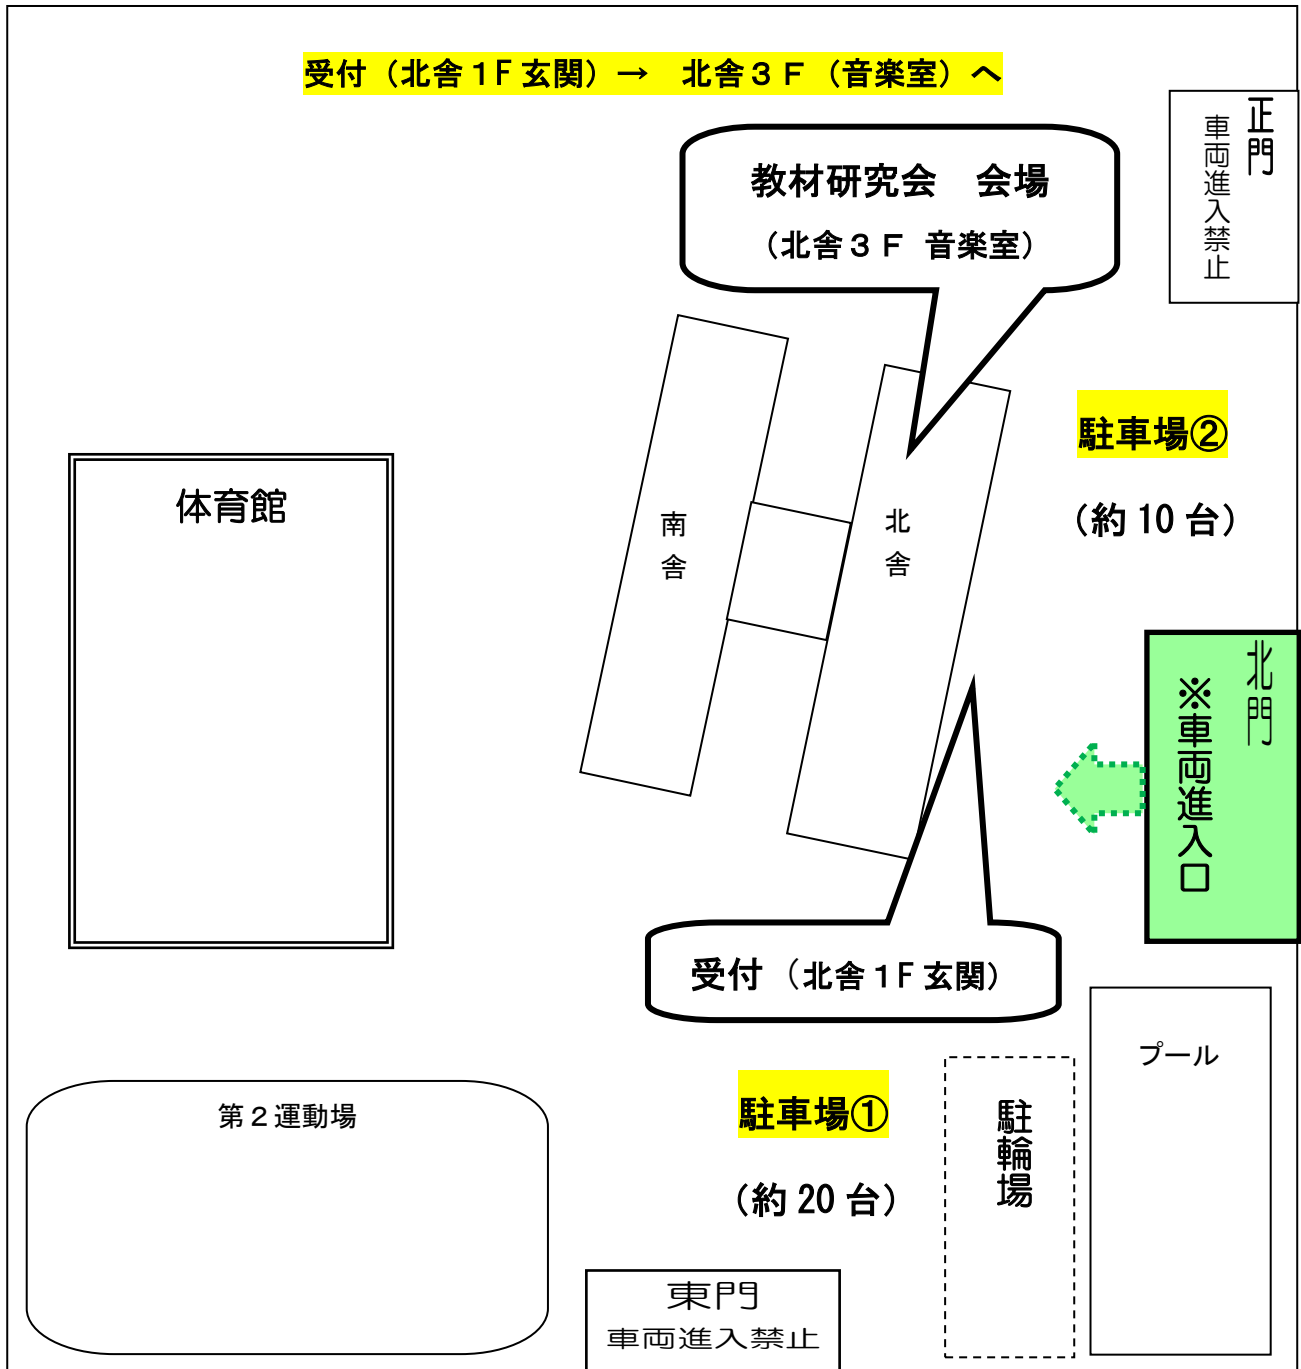 受付（北舎１F 玄関）→　北舎３Ｆ（音楽室）へ
正門
車両進入禁止
教材研究会　会場
（北舎３Ｆ 音楽室）
駐車場②
（約 10 台）
体育館
南舎
北舎
北門
※車両進入口
受付（北舎１F 玄関）
プール
駐車場①
（約 20 台）
駐輪場
第２運動場
東門
車両進入禁止